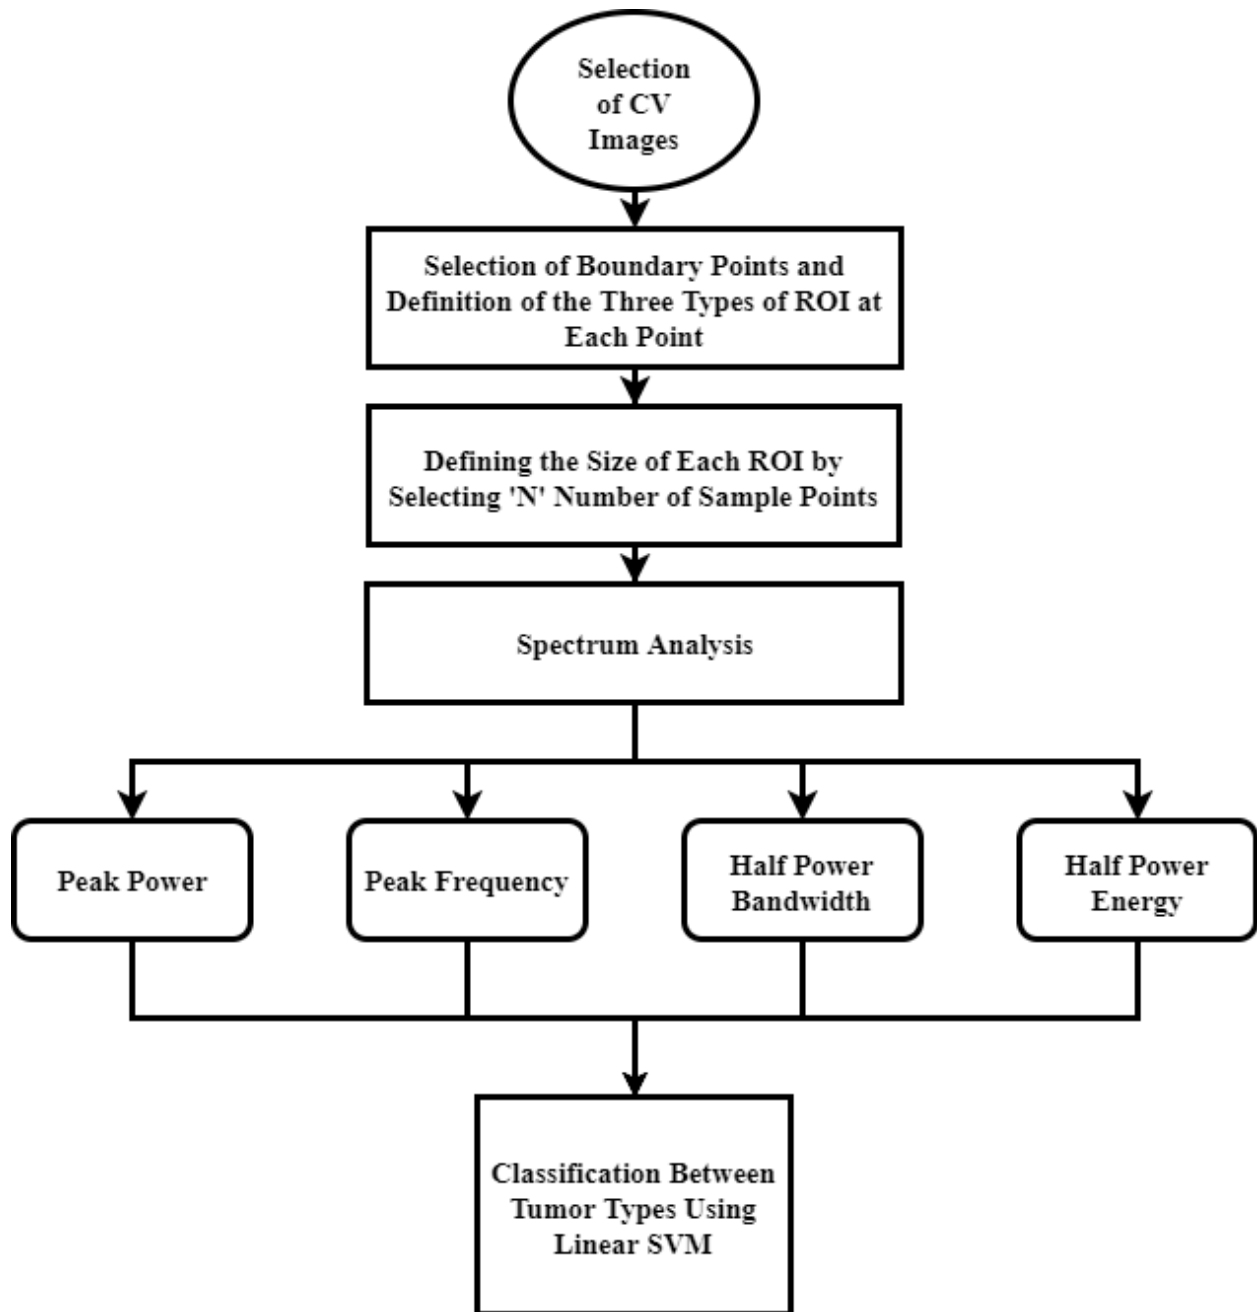 Selection
of CV
Images
Selection of Boundary Points and
Definition of the Three Types of ROI at
Each Point
Defining the Size of Each ROI by
Selecting 'N' Number of Sample Points
Spectrum Analysis
Peak Power
Peak Frequency
Half Power
Bandwidth
Half Power
Energy
Classification Between
Tumor Types Using
Linear SVM